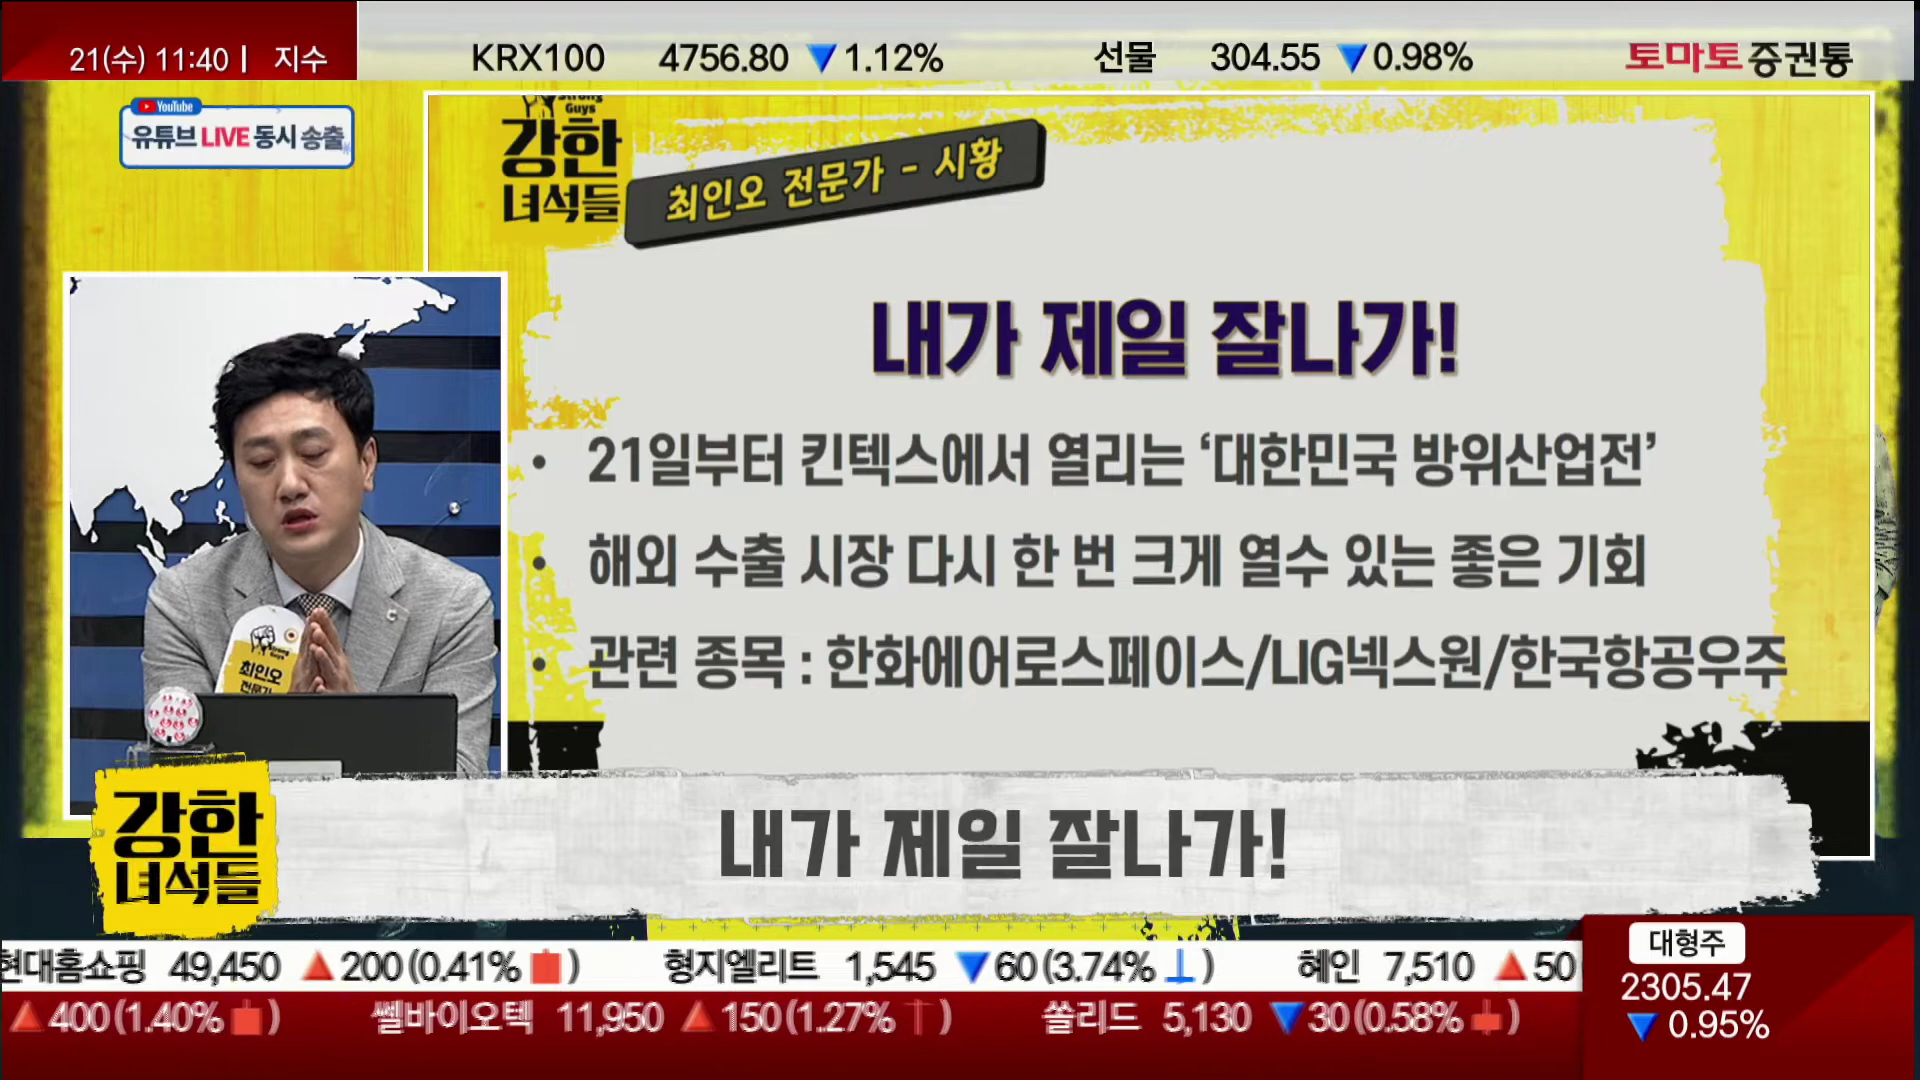 21(수) 11:40 | 지수
KRX100 4756.80 ▼1.12% 선물 304.55 ▼0.98%
토마토증권통
YouTube
유튜브 LIVE 동시 송출
Strong
Guys
강한
녀석들
최인오 전문가 - 시황
내가 제일 잘나가!
• 21일부터 킨텍스에서 열리는 ‘대한민국 방위산업전’
• 해외 수출 시장 다시 한 번 크게 열수 있는 좋은 기회
• 관련 종목 : 한화에어로스페이스/LIG넥스원/한국항공우주
Strong
Guys
최인오
전문가
강한
녀석들
내가 제일 잘나가!
현대홈쇼핑 49,450 ▲200(0.41%) 형지엘리트 1,545 ▼60(3.74%) 혜인 7,510 ▲50
▲400(1.40%) 쎌바이오텍 11,950 ▲150(1.27%) 쏠리드 5,130 ▼30(0.58%)
대형주
2305.47
▼0.95%